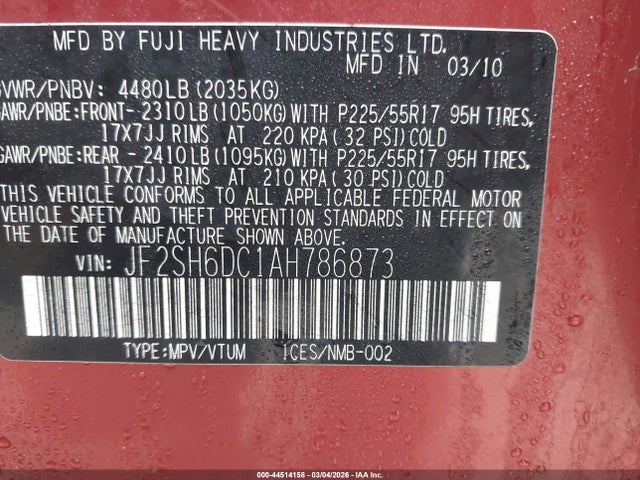 MFD BY FUJI HEAVY INDUSTRIES LTD.
MFD IN 03/10
GVWR/PNBV: 4480LB (2035KG)
GAWR/PNBE:FRONT- 2310LB (1050KG) WITH P225/55R17 95H TIRES,
17X7JJ RIMS AT 220 KPA (32 PSI) COLD
GAWR/PNBE:REAR - 2410LB (1095KG) WITH P225/55R17 95H TIRES,
17X7JJ RIMS AT 210 KPA (30 PSI) COLD
THIS VEHICLE CONFORMS TO ALL APPLICABLE FEDERAL MOTOR
VEHICLE SAFETY AND THEFT PREVENTION STANDARDS IN EFFECT ON
THE DATE OF MANUFACTURE SHOWN ABOVE.
VIN: JF2SH6DC1AH786873
TYPE:MPV/VTUM ICES/NMB-002
000-44514158 - 03/04/2026 - IAA Inc.